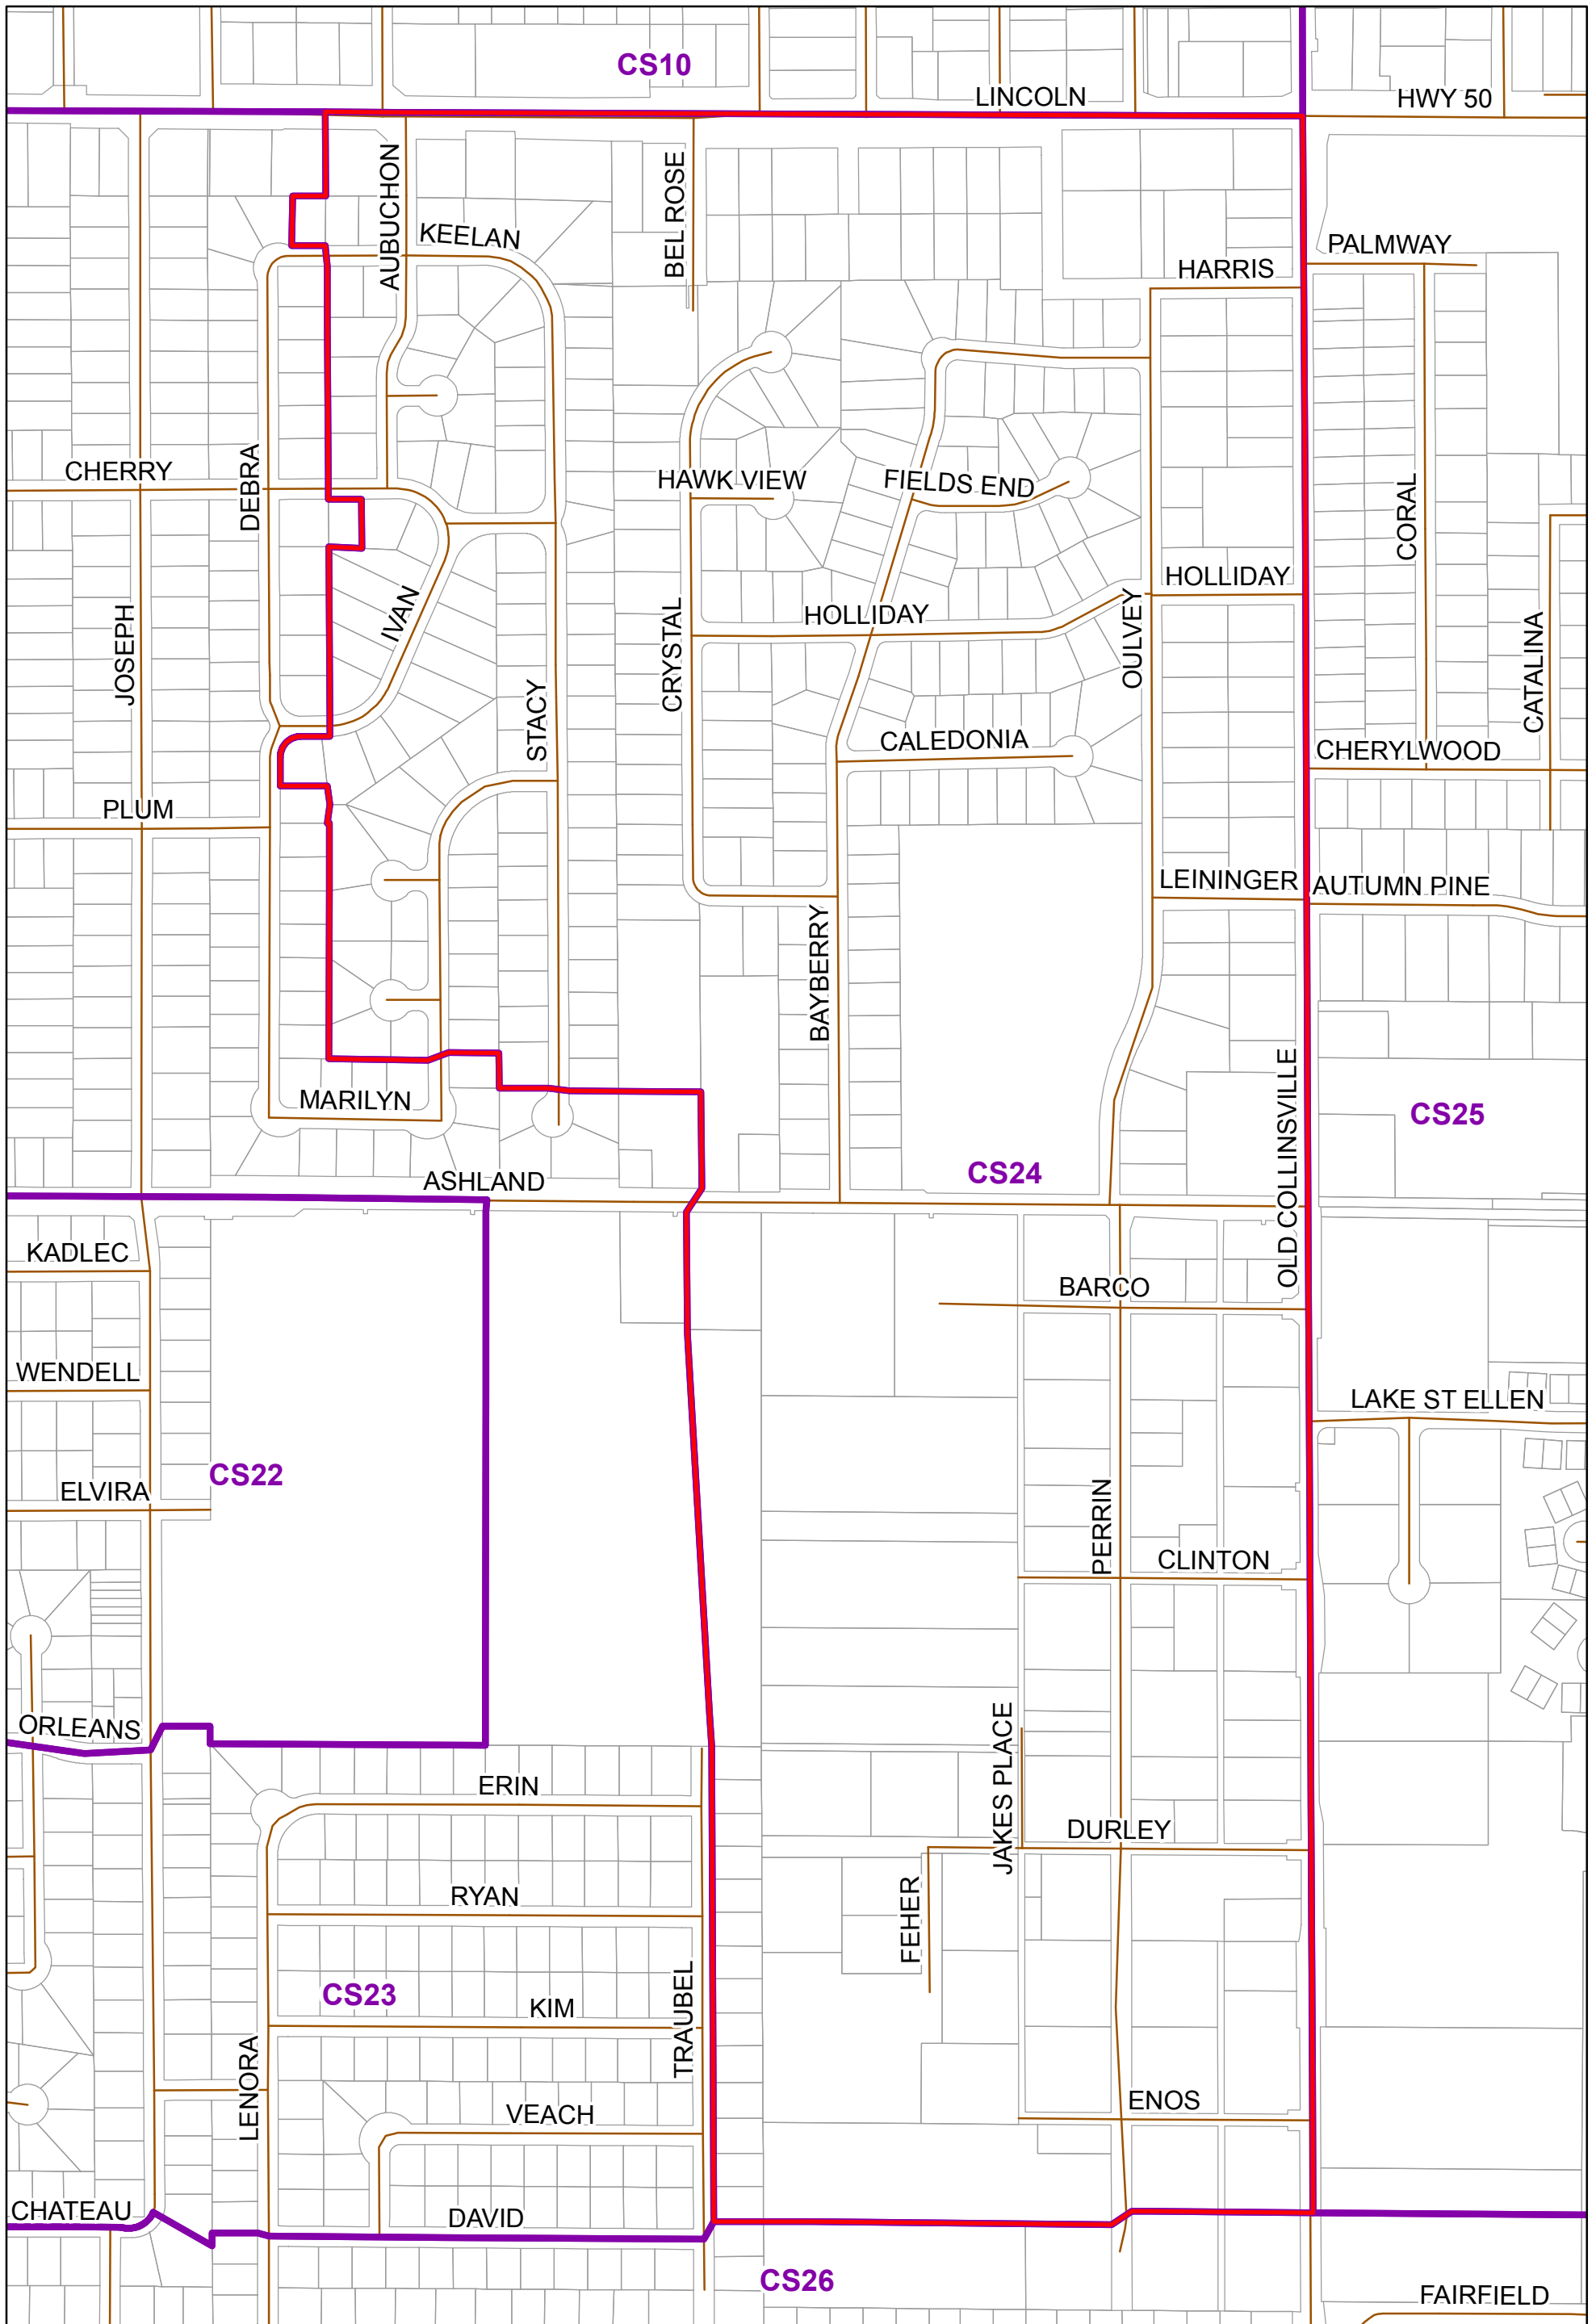 CS10
LINCOLN
HWY 50
AUBUCHON
BEL ROSE
KEELAN
PALMWAY
HARRIS
CHERRY
DEBRA
HAWK VIEW
FIELDS END
CORAL
HOLLIDAY
IVAN
JOSEPH
CRYSTAL
HOLLIDAY
OULVEY
CATALINA
STACY
CALEDONIA
CHERYLWOOD
PLUM
LEININGER
AUTUMN PINE
BAYBERRY
MARILYN
OLD COLLINSVILLE
CS25
ASHLAND
CS24
KADLEC
BARCO
WENDELL
LAKE ST ELLEN
CS22
ELVIRA
PERRIN
CLINTON
ORLEANS
JAKES PLACE
ERIN
DURLEY
RYAN
FEHER
CS23
KIM
TRAUBEL
LENORA
VEACH
ENOS
CHATEAU
DAVID
CS26
FAIRFIELD